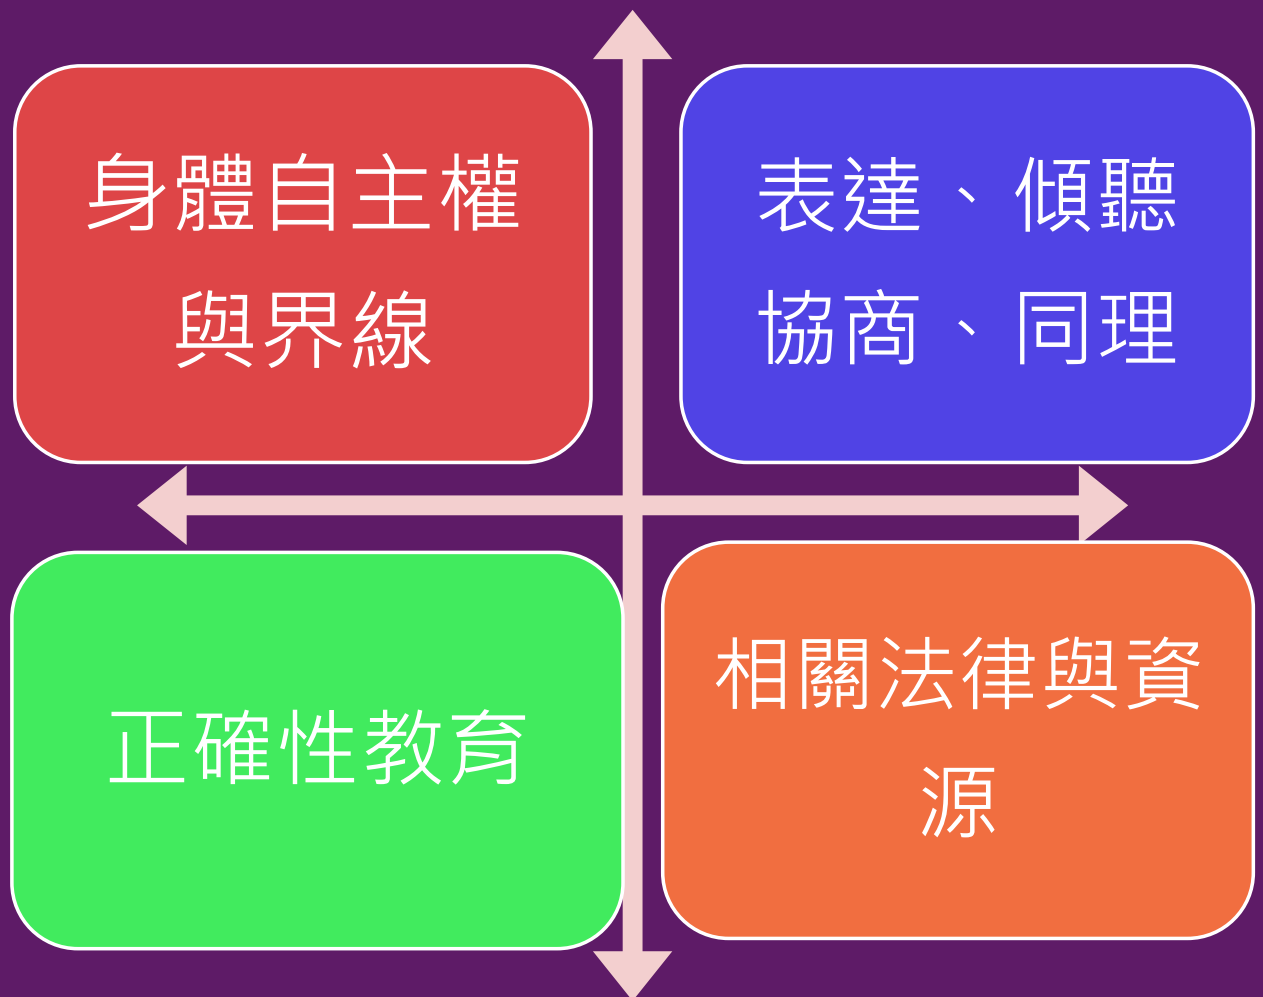 身體自主權
與界線
表達、傾聽
協商、同理
正確性教育
相關法律與資
源